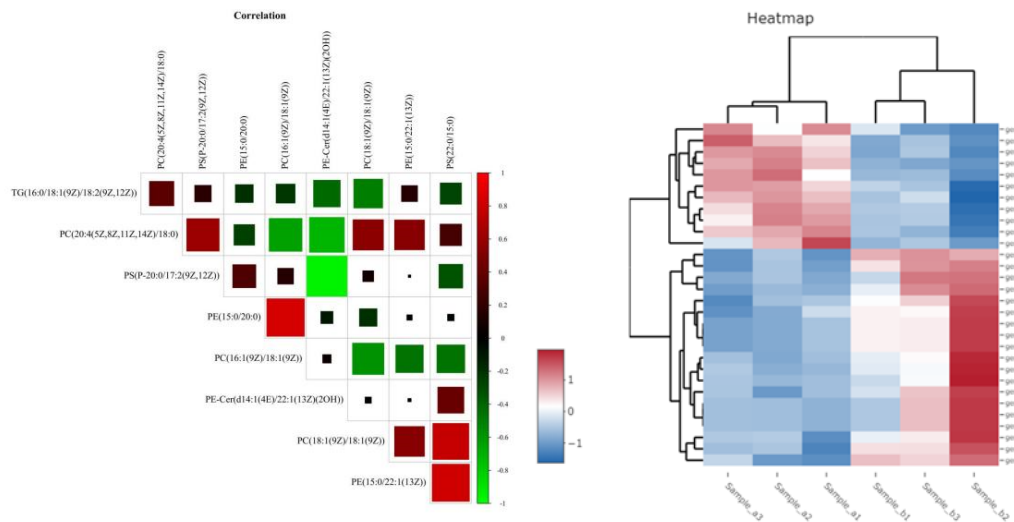 Correlation
PC(20:4(5Z,8Z,11Z,14Z)/18:0)
PS(P-20:0/17:2(9Z,12Z))
PE(15:0/20:0)
PC(16:1(9Z)/18:1(9Z))
PE-Cer(d14:1(4E)/22:1(13Z)(2OH))
PC(18:1(9Z)/18:1(9Z))
PE(15:0/22:1(13Z))
PS(22:0/15:0)
TG(16:0/18:1(9Z)/18:2(9Z,12Z))
PC(20:4(5Z,8Z,11Z,14Z)/18:0)
PS(P-20:0/17:2(9Z,12Z))
PE(15:0/20:0)
PC(16:1(9Z)/18:1(9Z))
PE-Cer(d14:1(4E)/22:1(13Z)(2OH))
PC(18:1(9Z)/18:1(9Z))
PE(15:0/22:1(13Z))
1
0.8
0.6
0.4
0.2
0
-0.2
-0.4
-0.6
-0.8
-1
1
0
−1
Heatmap
Sample_a3
Sample_a2
Sample_a1
Sample_b1
Sample_b3
Sample_b2